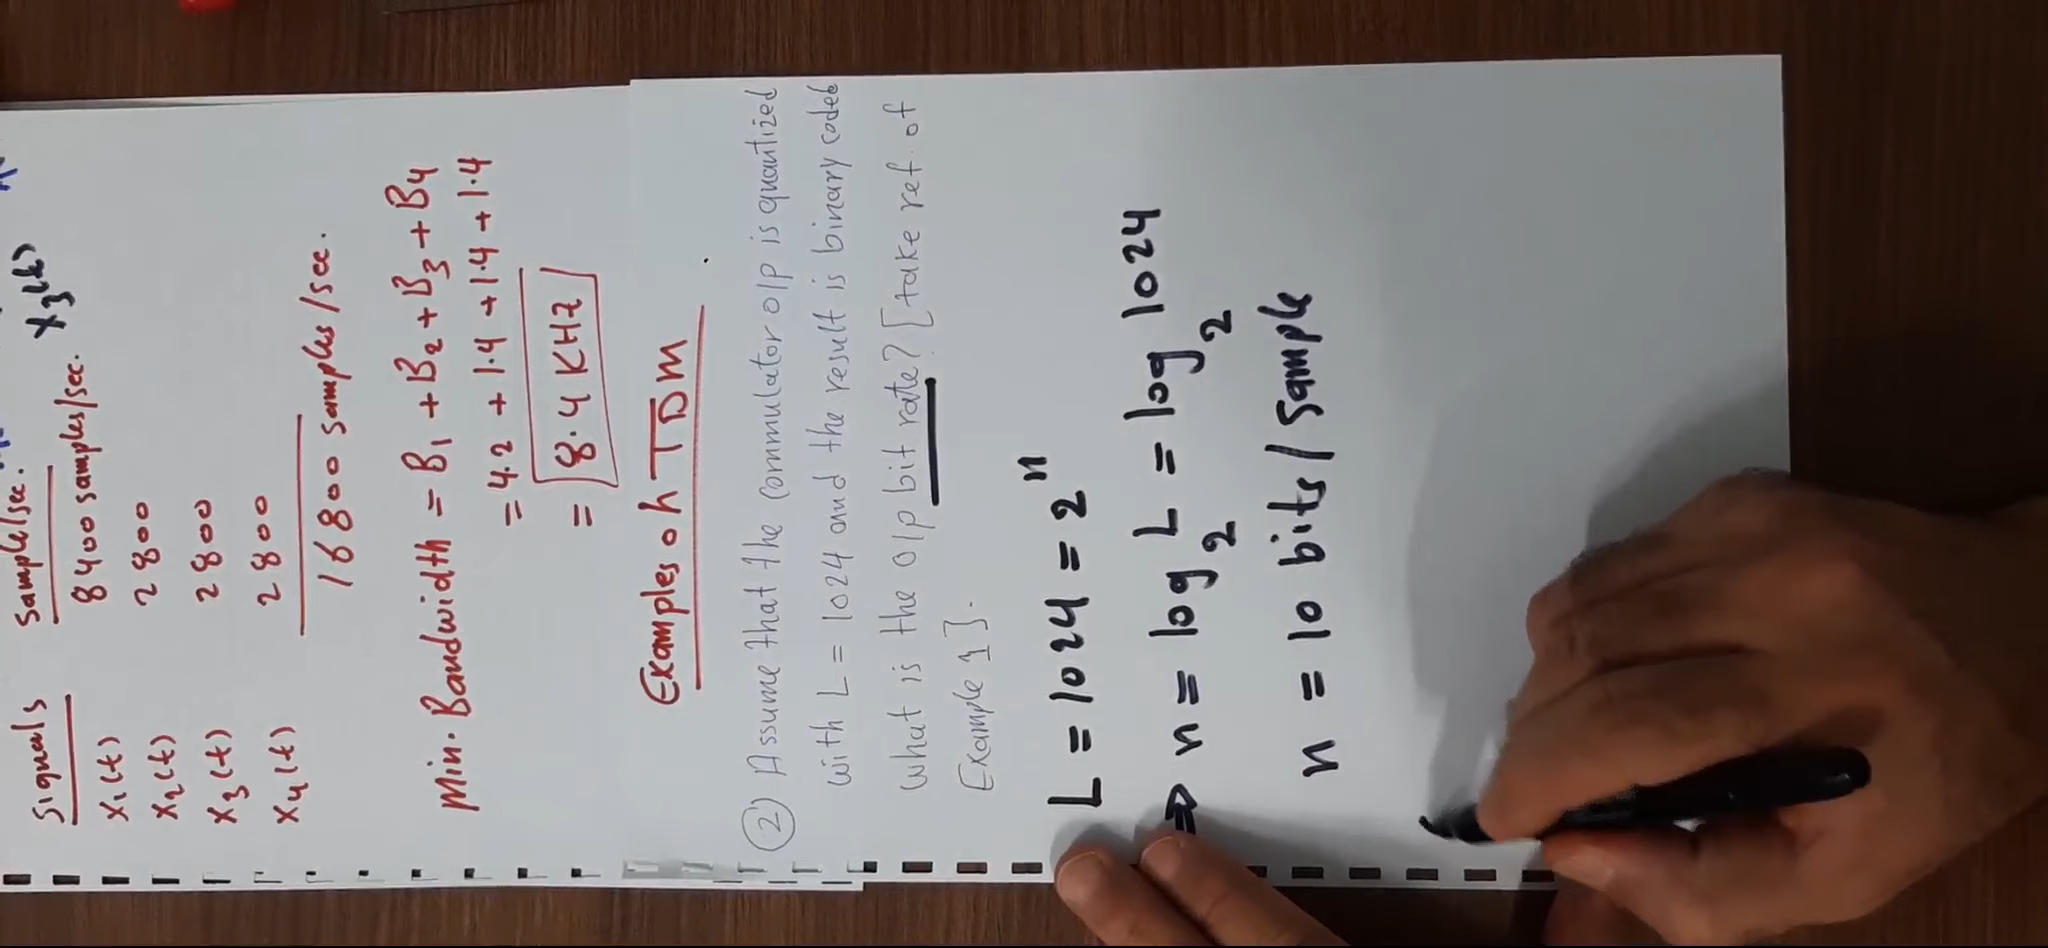 Signals sample/sec.
x₁(t) 8400 samples/sec. x₃(t)
x₂(t) 2800
x₃(t) 2800
x₄(t) 2800
16800 samples/sec.
Min. Bandwidth = B₁ + B₂ + B₃ + B₄
= 4.2 + 1.4 + 1.4 + 1.4
= 8.4 KHz
Examples oh TDM
② Assume that the commulator o/p is quantized
with L = 1024 and the result is binary coded
What is the o/p bit rate? [take ref. of
Example 1].
L = 1024 = 2ⁿ
⇒ n = log₂ L = log₂ 1024
n = 10 bits/sample